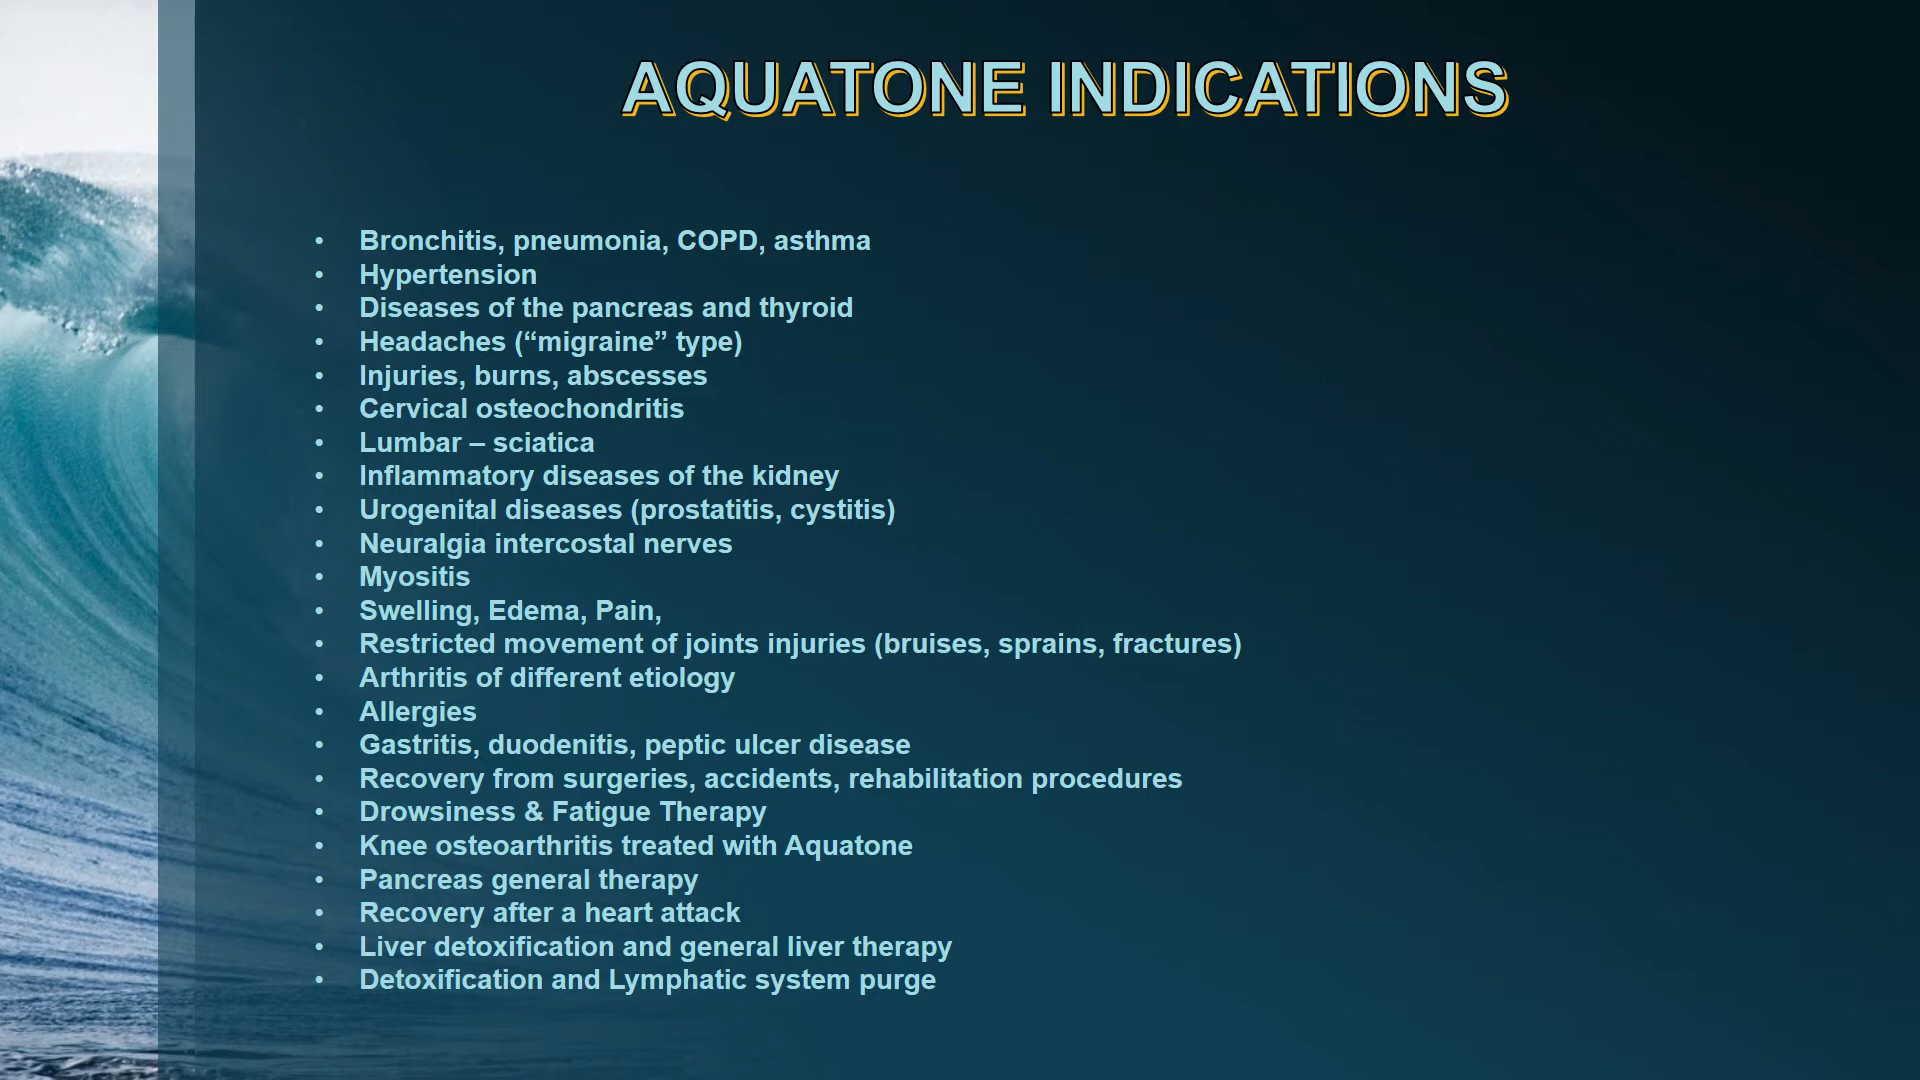 AQUATONE INDICATIONS
• Bronchitis, pneumonia, COPD, asthma
• Hypertension
• Diseases of the pancreas and thyroid
• Headaches (“migraine” type)
• Injuries, burns, abscesses
• Cervical osteochondritis
• Lumbar – sciatica
• Inflammatory diseases of the kidney
• Urogenital diseases (prostatitis, cystitis)
• Neuralgia intercostal nerves
• Myositis
• Swelling, Edema, Pain,
• Restricted movement of joints injuries (bruises, sprains, fractures)
• Arthritis of different etiology
• Allergies
• Gastritis, duodenitis, peptic ulcer disease
• Recovery from surgeries, accidents, rehabilitation procedures
• Drowsiness & Fatigue Therapy
• Knee osteoarthritis treated with Aquatone
• Pancreas general therapy
• Recovery after a heart attack
• Liver detoxification and general liver therapy
• Detoxification and Lymphatic system purge